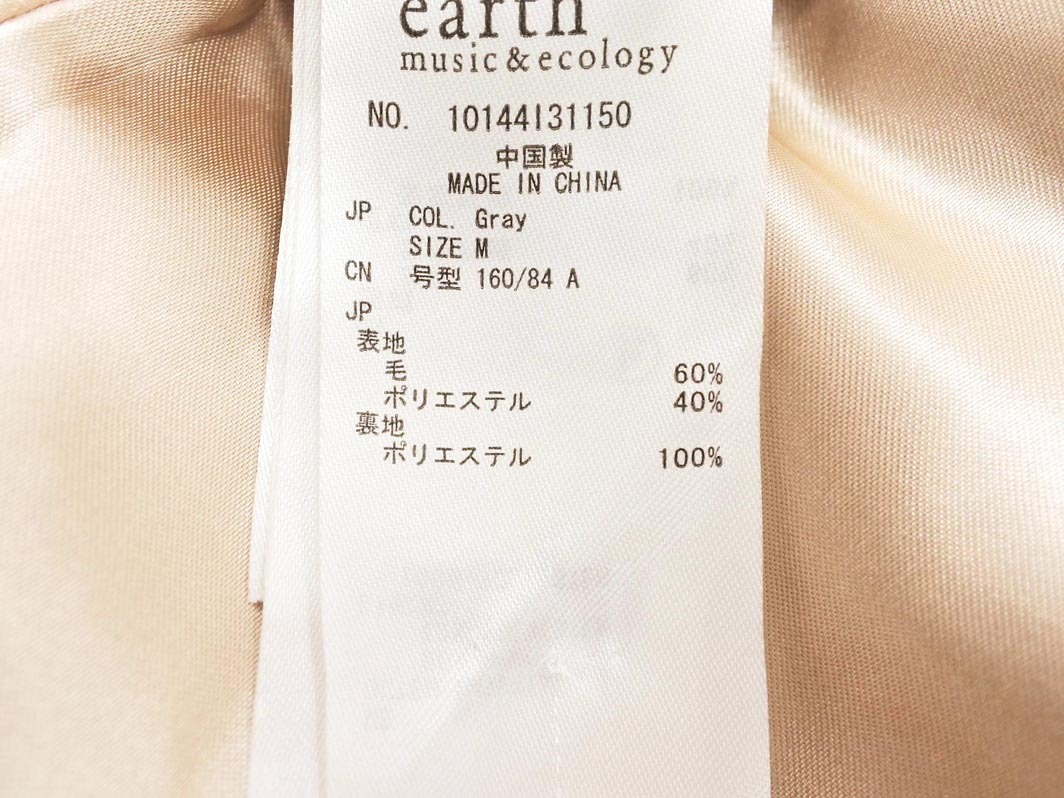 earth
music&ecology
NO. 10144131150
中国製
MADE IN CHINA
JP COL. Gray
SIZE M
CN 号型 160/84 A
JP
表地
毛 60%
ポリエステル 40%
裏地
ポリエステル 100%